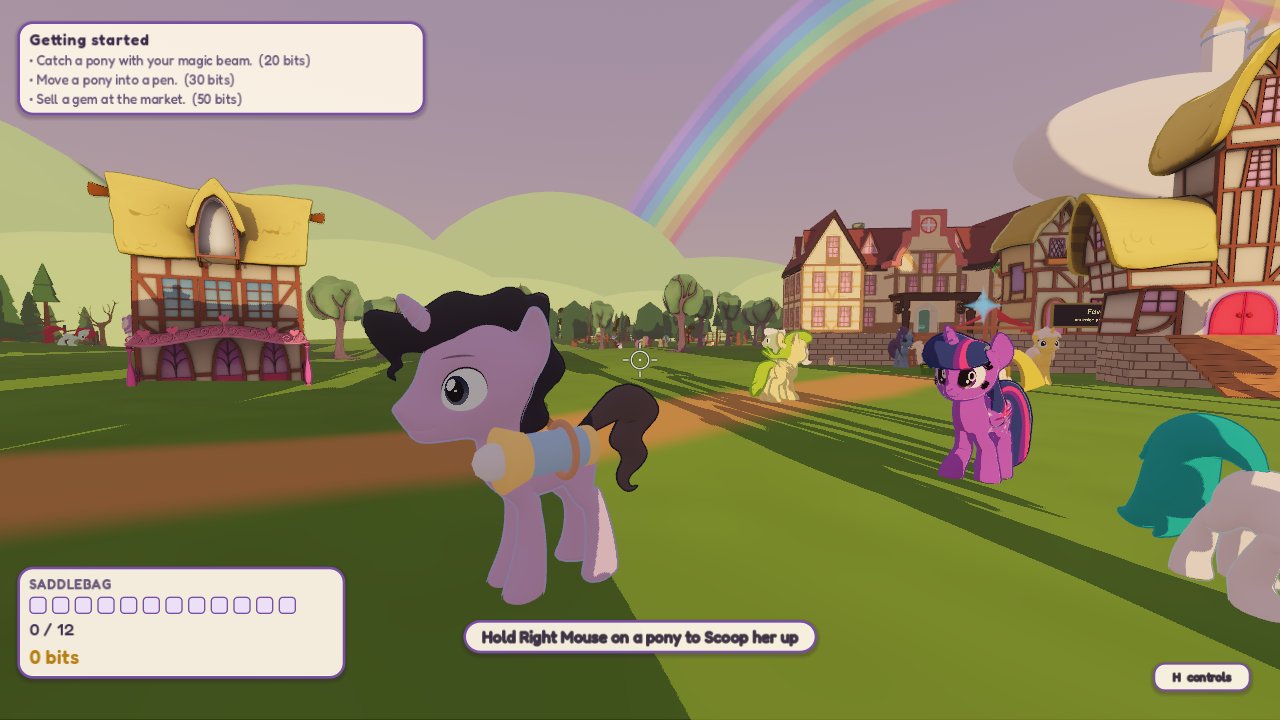 Getting started
• Catch a pony with your magic beam. (20 bits)
• Move a pony into a pen. (30 bits)
• Sell a gem at the market. (50 bits)
SADDLEBAG
0 / 12
0 bits
Hold Right Mouse on a pony to Scoop her up
H controls